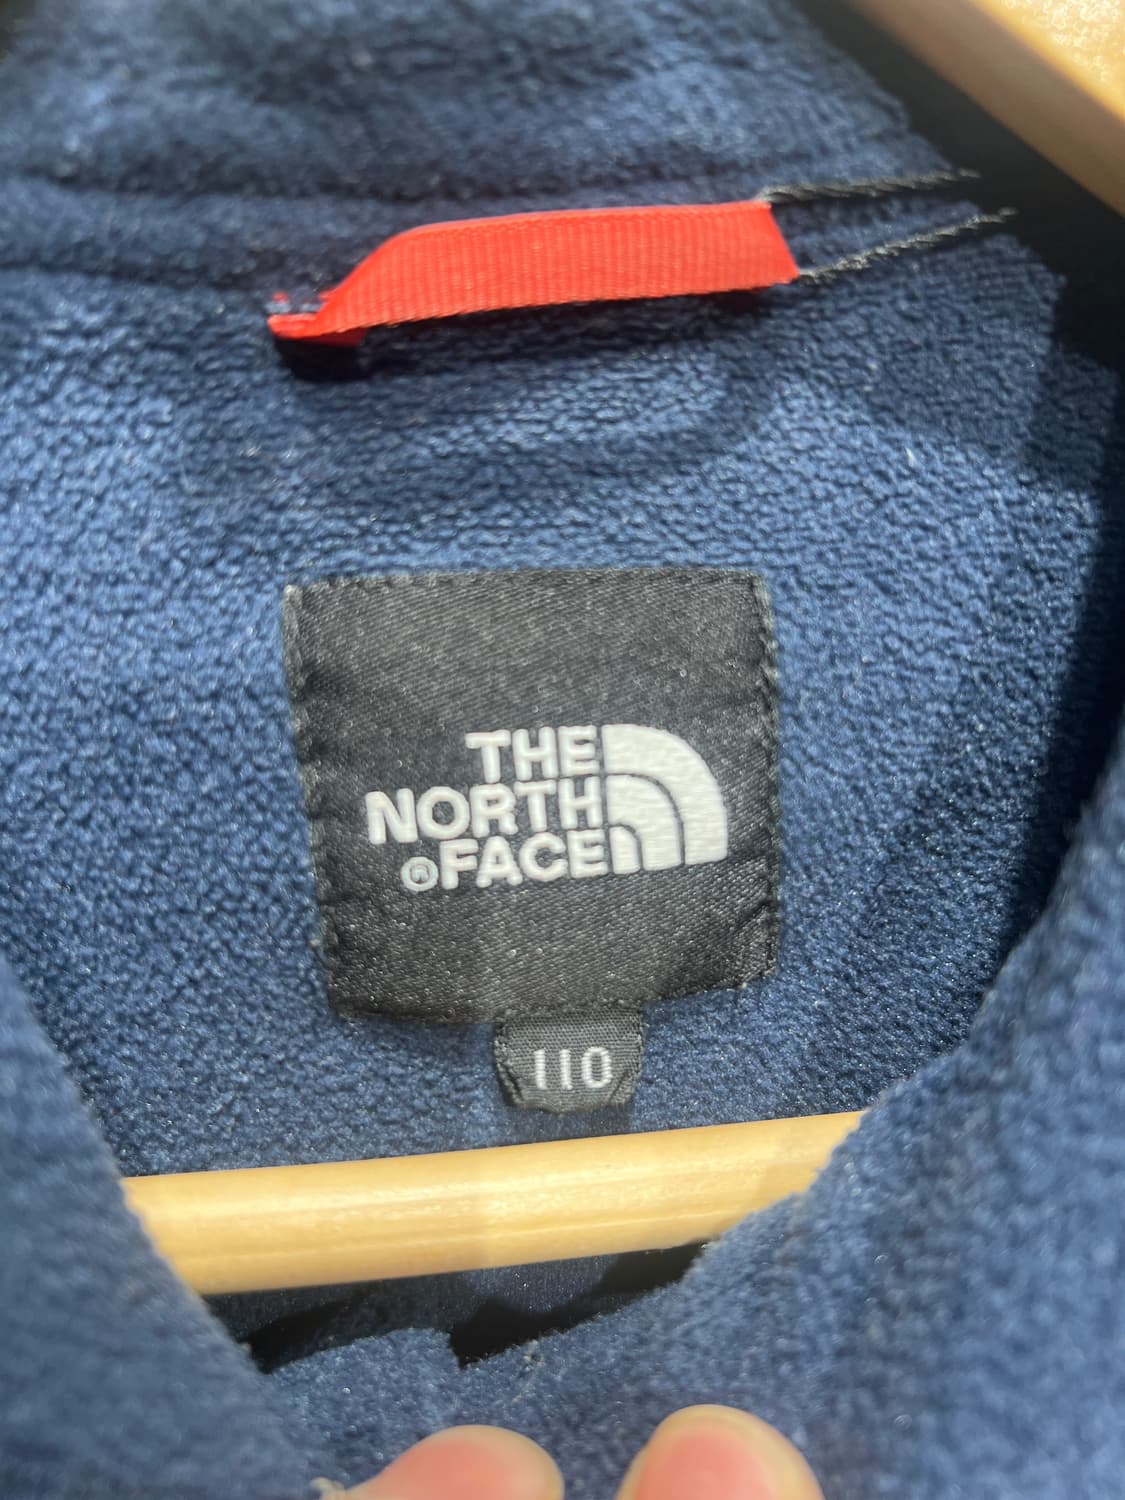 THE
NORTH
®FACE
110